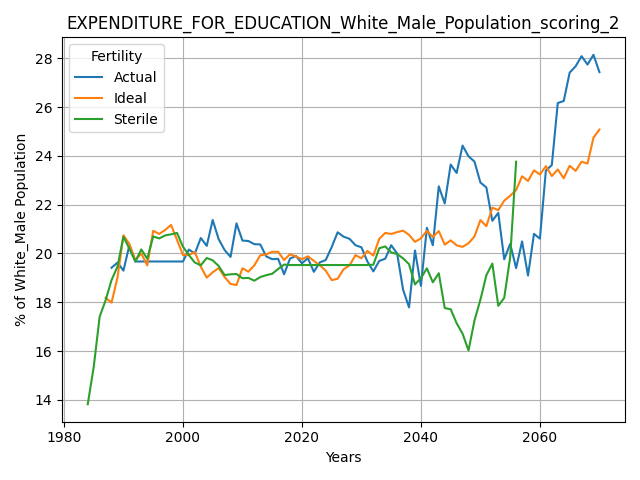 EXPENDITURE_FOR_EDUCATION_White_Male_Population_scoring_2
Fertility
Actual
Ideal
Sterile
% of White_Male Population
28
26
24
22
20
18
16
14
1980
2000
2020
2040
2060
Years